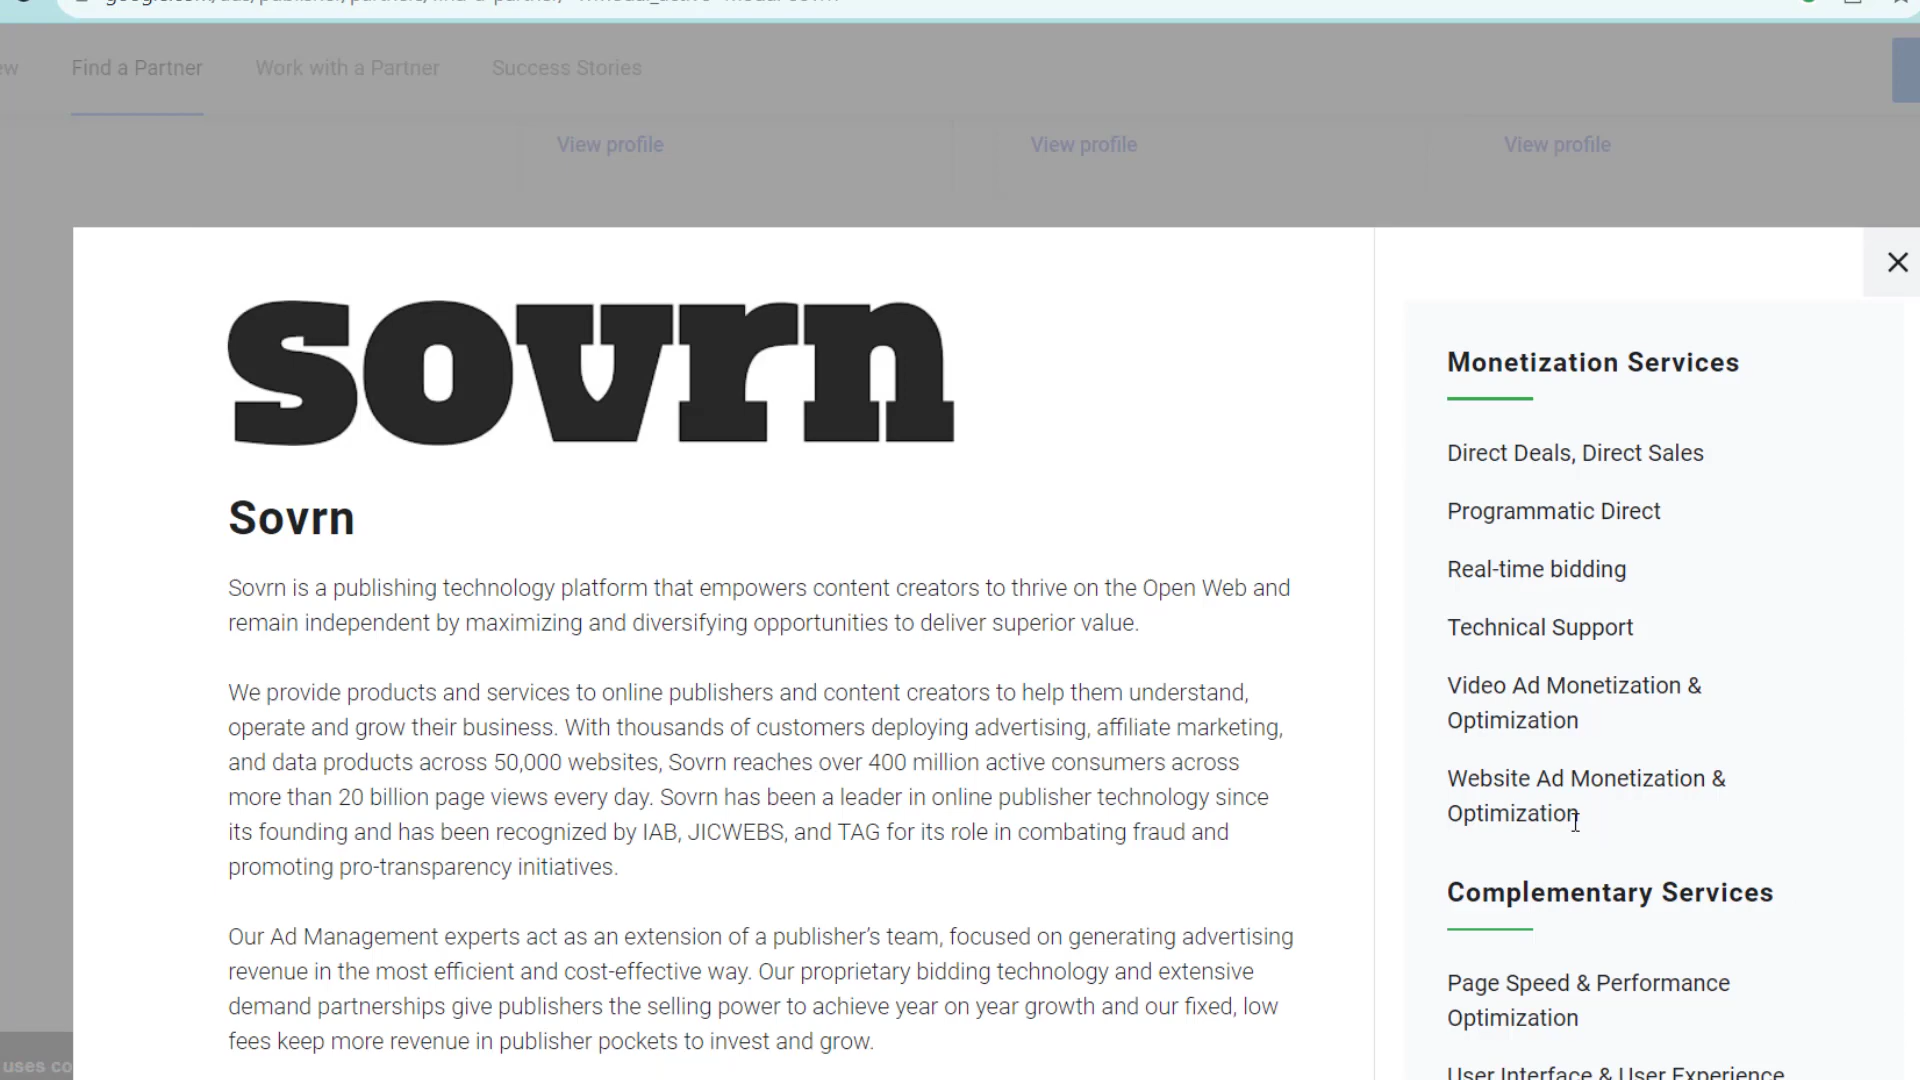 Find a Partner
Work with a Partner
Success Stories
View profile
View profile
View profile
sovrn
Sovrn
Sovrn is a publishing technology platform that empowers content creators to thrive on the Open Web and
remain independent by maximizing and diversifying opportunities to deliver superior value.
We provide products and services to online publishers and content creators to help them understand,
operate and grow their business. With thousands of customers deploying advertising, affiliate marketing,
and data products across 50,000 websites, Sovrn reaches over 400 million active consumers across
more than 20 billion page views every day. Sovrn has been a leader in online publisher technology since
its founding and has been recognized by IAB, JICWEBS, and TAG for its role in combating fraud and
promoting pro-transparency initiatives.
Our Ad Management experts act as an extension of a publisher’s team, focused on generating advertising
revenue in the most efficient and cost-effective way. Our proprietary bidding technology and extensive
demand partnerships give publishers the selling power to achieve year on year growth and our fixed, low
fees keep more revenue in publisher pockets to invest and grow.
Monetization Services
Direct Deals, Direct Sales
Programmatic Direct
Real-time bidding
Technical Support
Video Ad Monetization &
Optimization
Website Ad Monetization &
Optimization
Complementary Services
Page Speed & Performance
Optimization
User Interface & User Experience
uses co